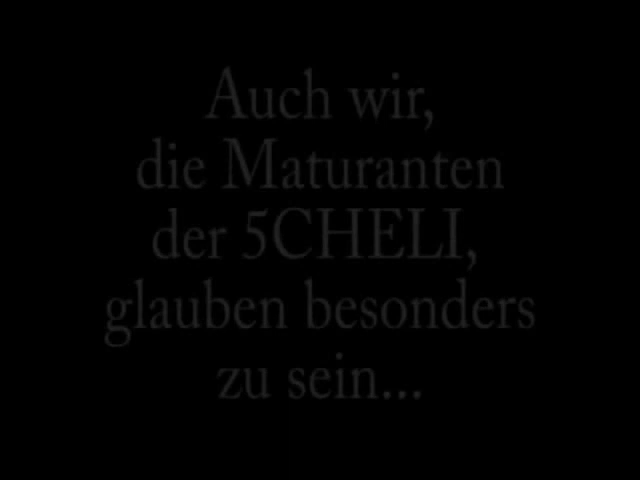 Auch wir,
die Maturanten
der 5CHELI,
glauben besonders
zu sein...